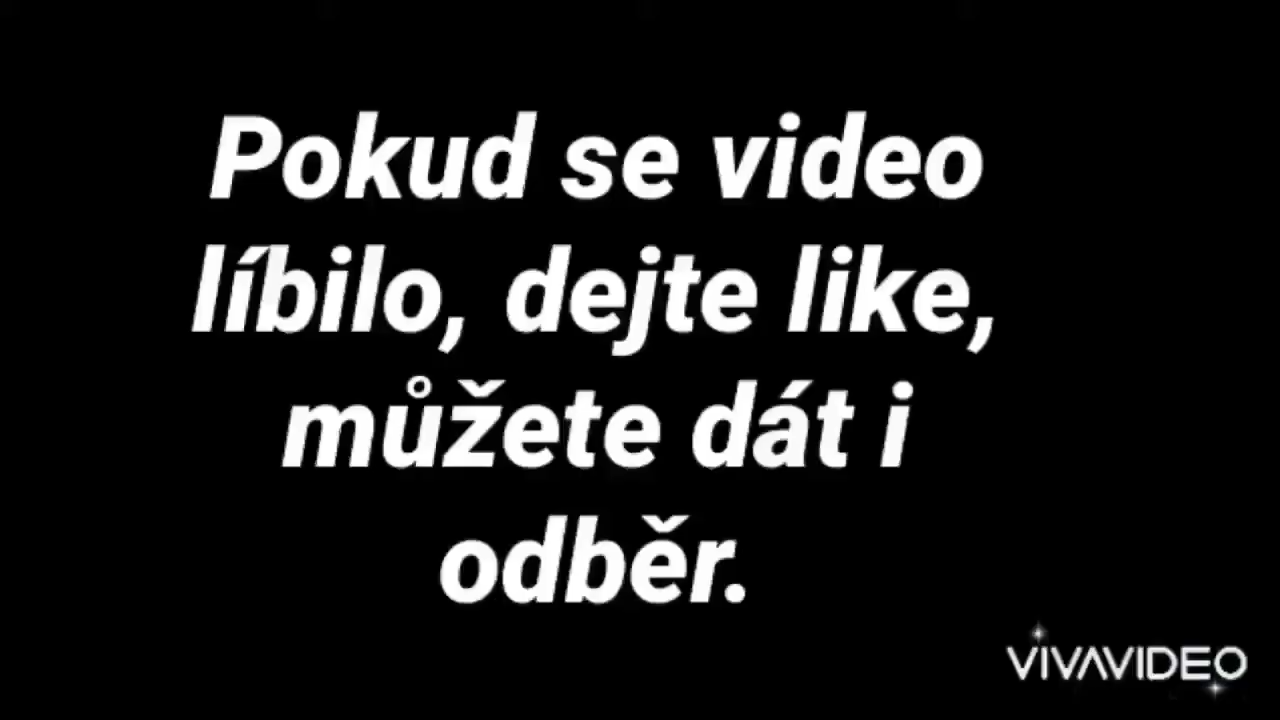 Pokud se video
líbilo, dejte like,
můžete dát i
odběr.
VIVAVIDEO